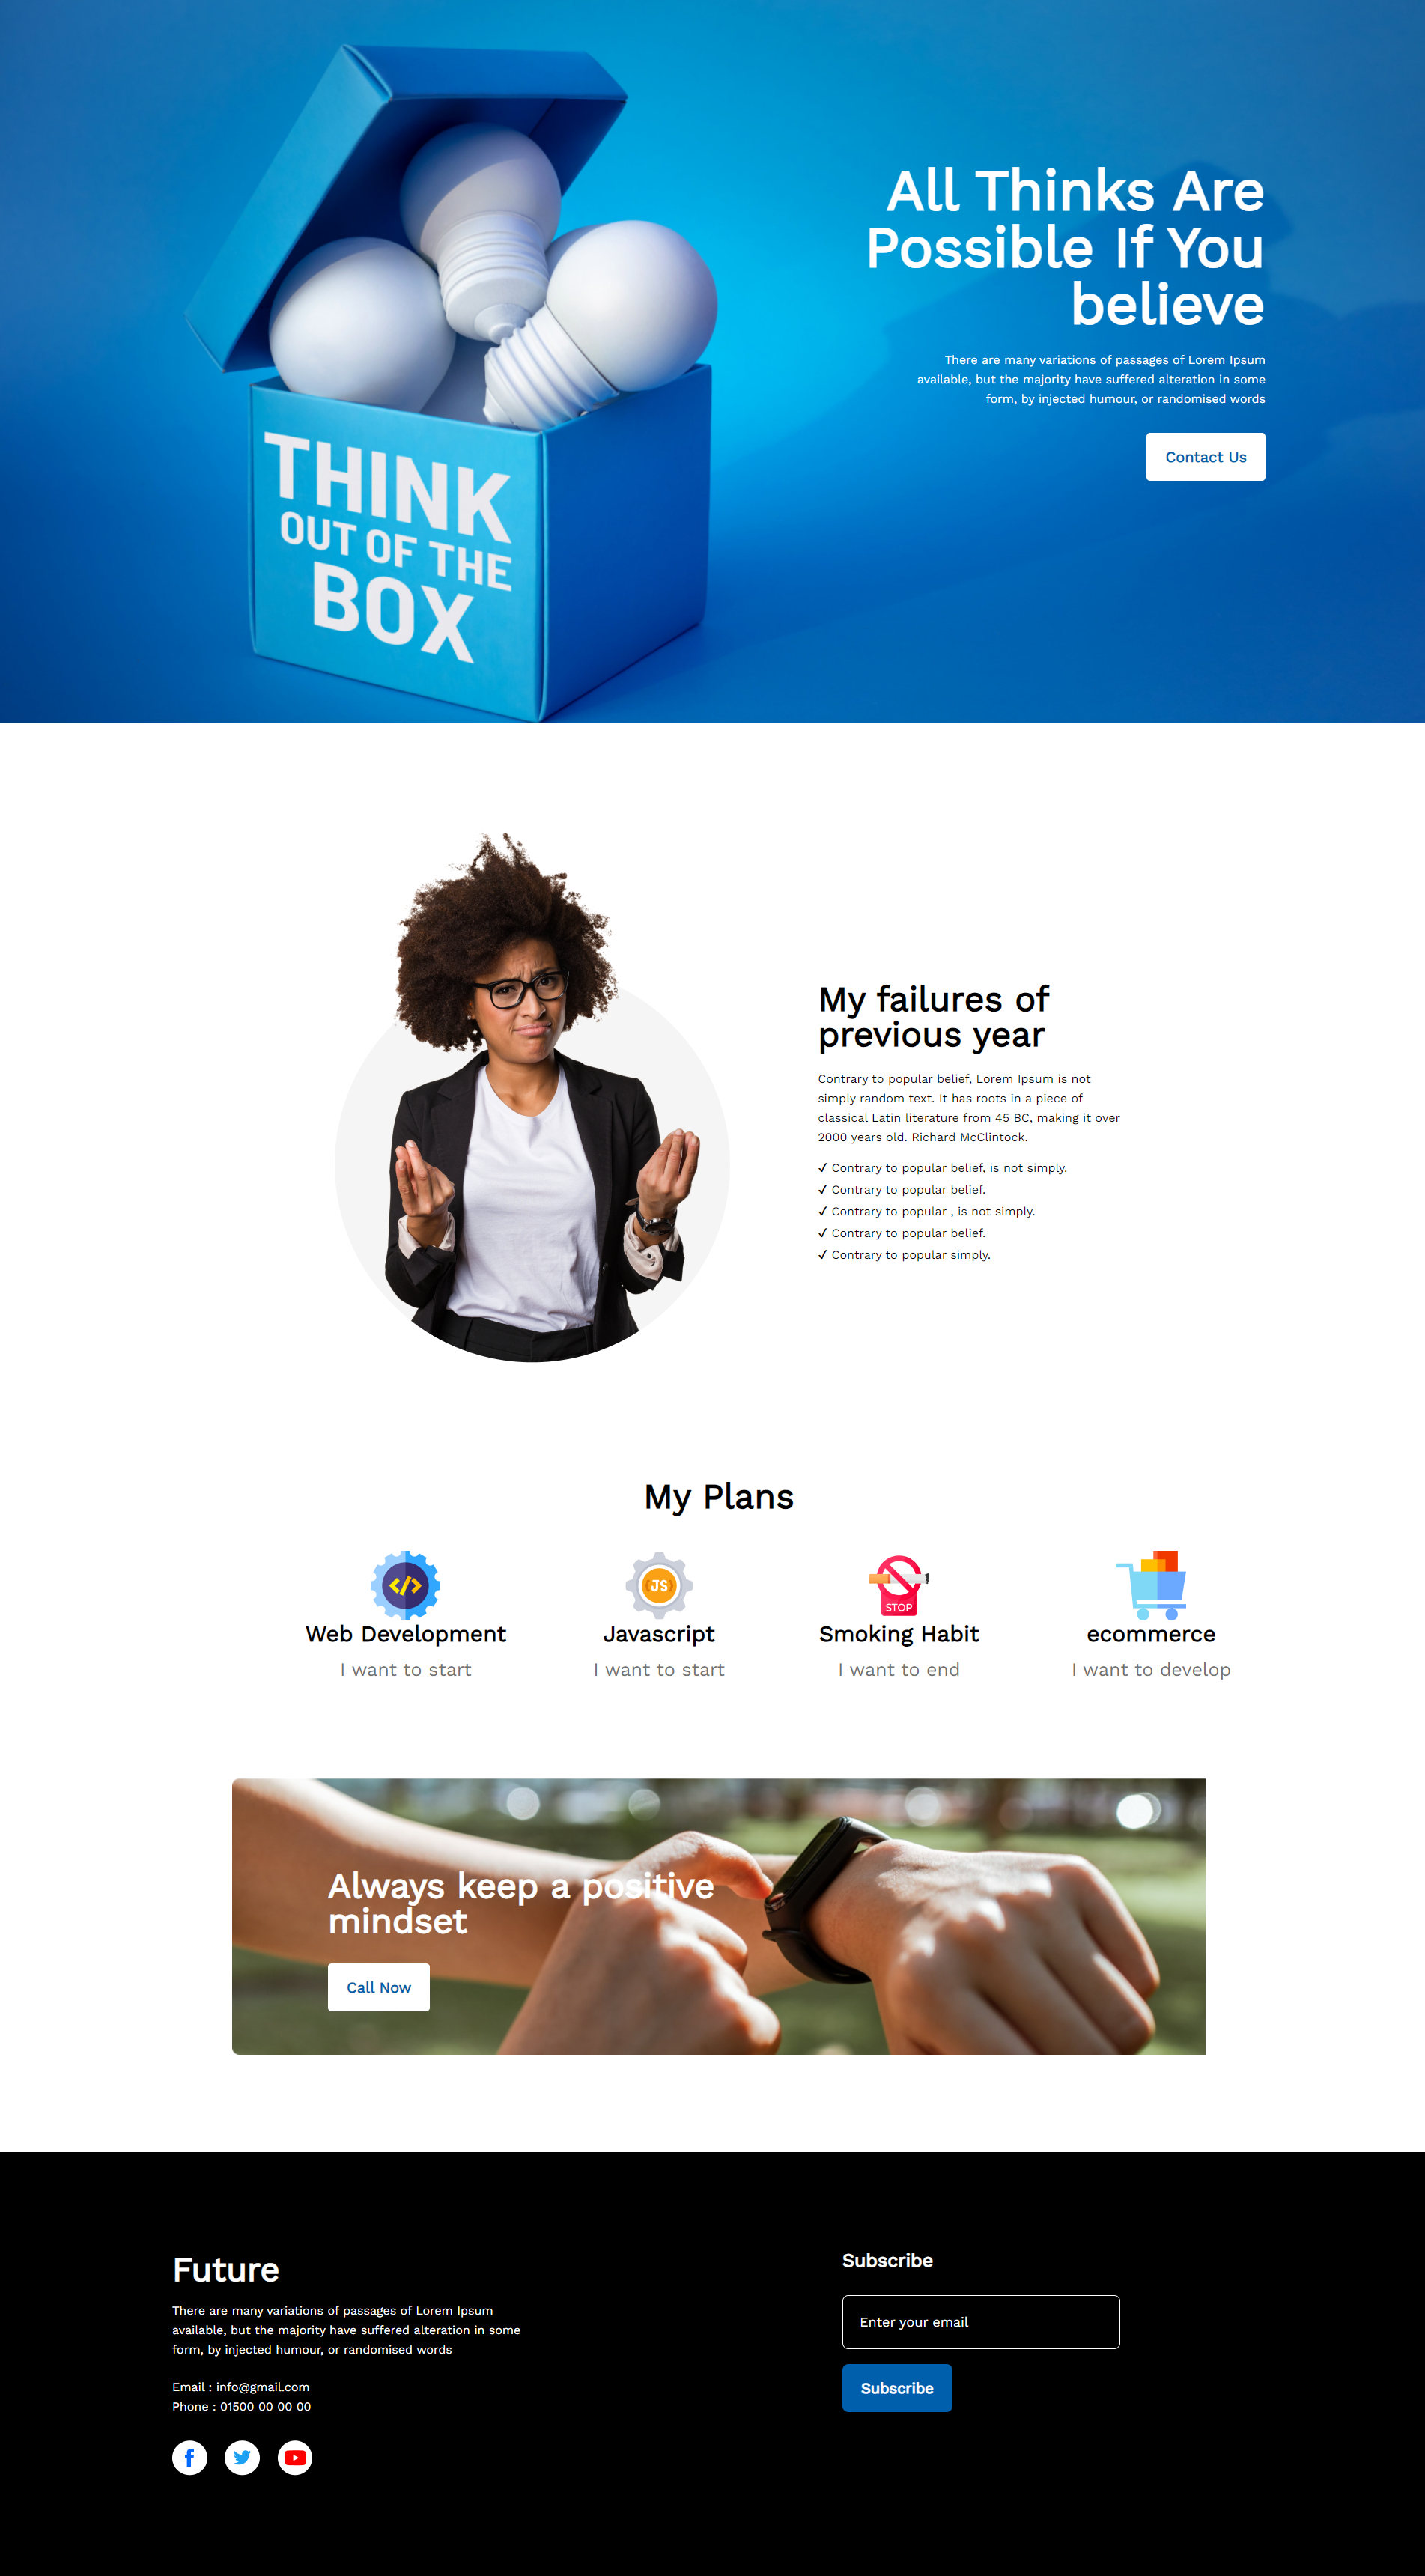 All Thinks Are
Possible If You
believe
There are many variations of passages of Lorem Ipsum
available, but the majority have suffered alteration in some
form, by injected humour, or randomised words
Contact Us
THINK
OUT OF THE
BOX
My failures of
previous year
Contrary to popular belief, Lorem Ipsum is not
simply random text. It has roots in a piece of
classical Latin literature from 45 BC, making it over
2000 years old. Richard McClintock.
✓ Contrary to popular belief, is not simply.
✓ Contrary to popular belief.
✓ Contrary to popular , is not simply.
✓ Contrary to popular belief.
✓ Contrary to popular simply.
My Plans
</>
Web Development
I want to start
{JS}
Javascript
I want to start
STOP
Smoking Habit
I want to end
ecommerce
I want to develop
Always keep a positive
mindset
Call Now
Future
There are many variations of passages of Lorem Ipsum
available, but the majority have suffered alteration in some
form, by injected humour, or randomised words
Email : info@gmail.com
Phone : 01500 00 00 00
Subscribe
Enter your email
Subscribe